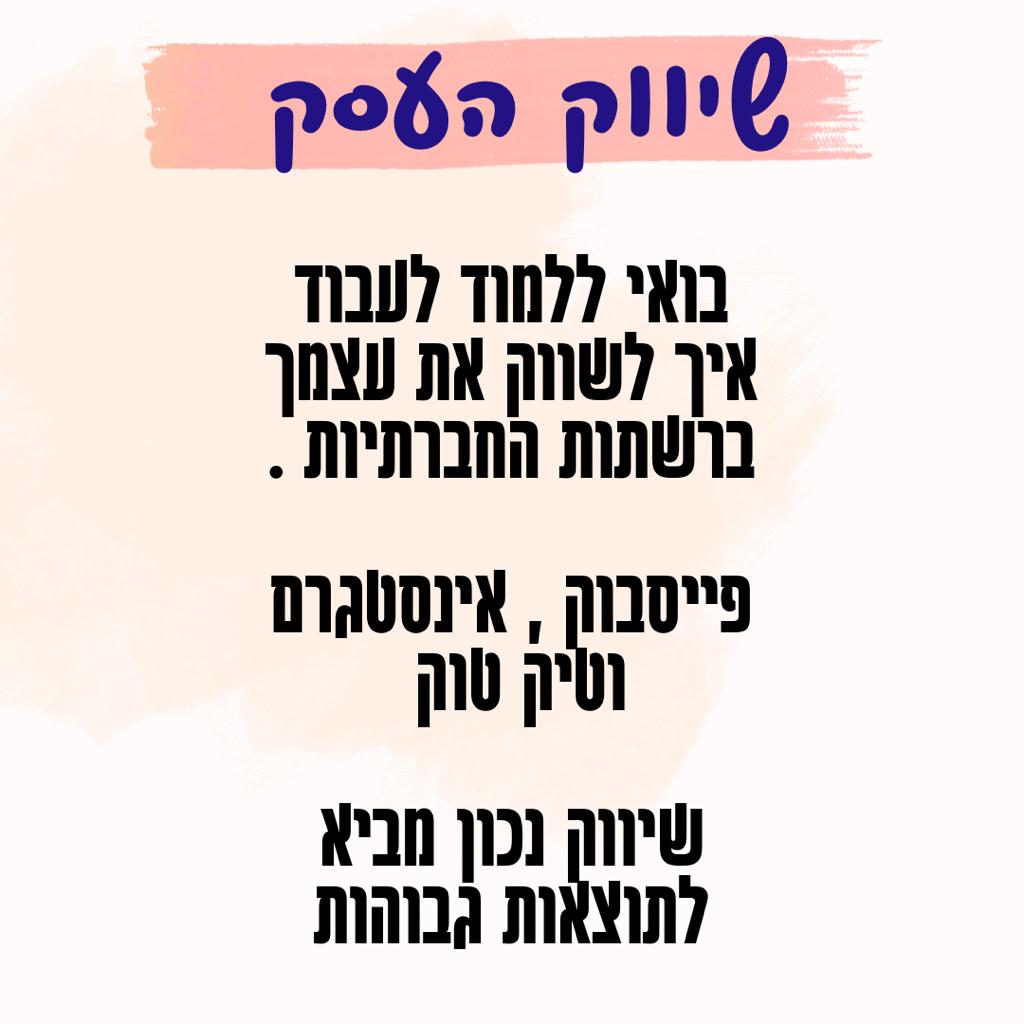 שיווק העסק
בואי ללמוד לעבוד
איך לשווק את עצמך
ברשתות החברתיות .
פייסבוק , אינסטגרם
וטיק טוק
שיווק נכון מביא
לתוצאות גבוהות